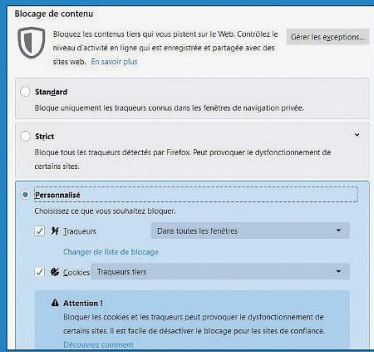 Blocage de contenu
Bloquez les contenus tiers qui vous pistent sur le Web. Contrôlez le
niveau d'activité en ligne qui est enregistrée et partagée avec des
sites web. En savoir plus
Gérer les exceptions...
Standard
Bloque uniquement les traqueurs connus dans les fenêtres de navigation privée.
Strict
Bloque tous les traqueurs détectés par Firefox. Peut provoquer le dysfonctionnement de
certains sites.
Personnalisé
Choisissez ce que vous souhaitez bloquer.
Traqueurs Dans toutes les fenêtres
Changer de liste de blocage
Cookies Traqueurs tiers
Attention !
Bloquer les cookies et les traqueurs peut provoquer le dysfonctionnement de
certains sites. Il est facile de désactiver le blocage pour les sites de confiance.
Découvrez comment